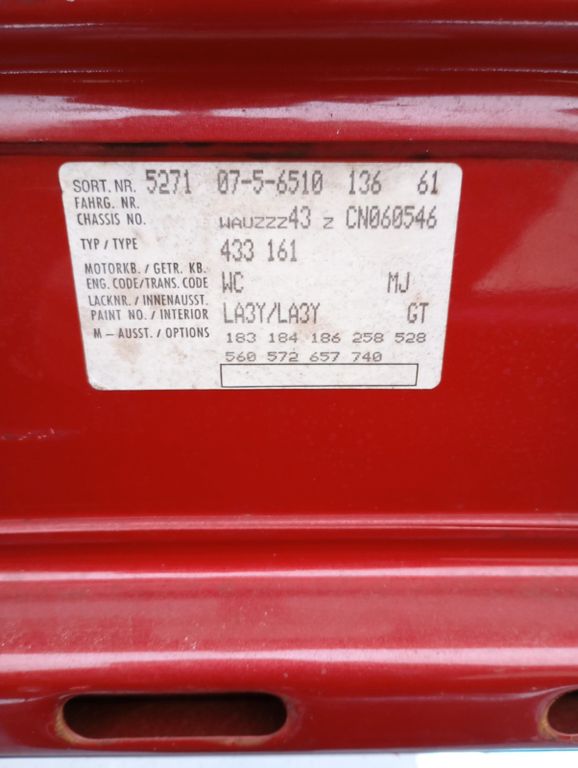 SORT. NR. 5271 07-5-6510 136 61
FAHRG. NR.
CHASSIS NO. WAUZZZ43 Z CN060546
TYP / TYPE 433 161
MOTORKB. / GETR. KB.
ENG. CODE/TRANS. CODE WC MJ
LACKNR. / INNENAUSST.
PAINT NO. / INTERIOR LA3Y/LA3Y GT
M – AUSST. / OPTIONS 183 184 186 258 528
560 572 657 740